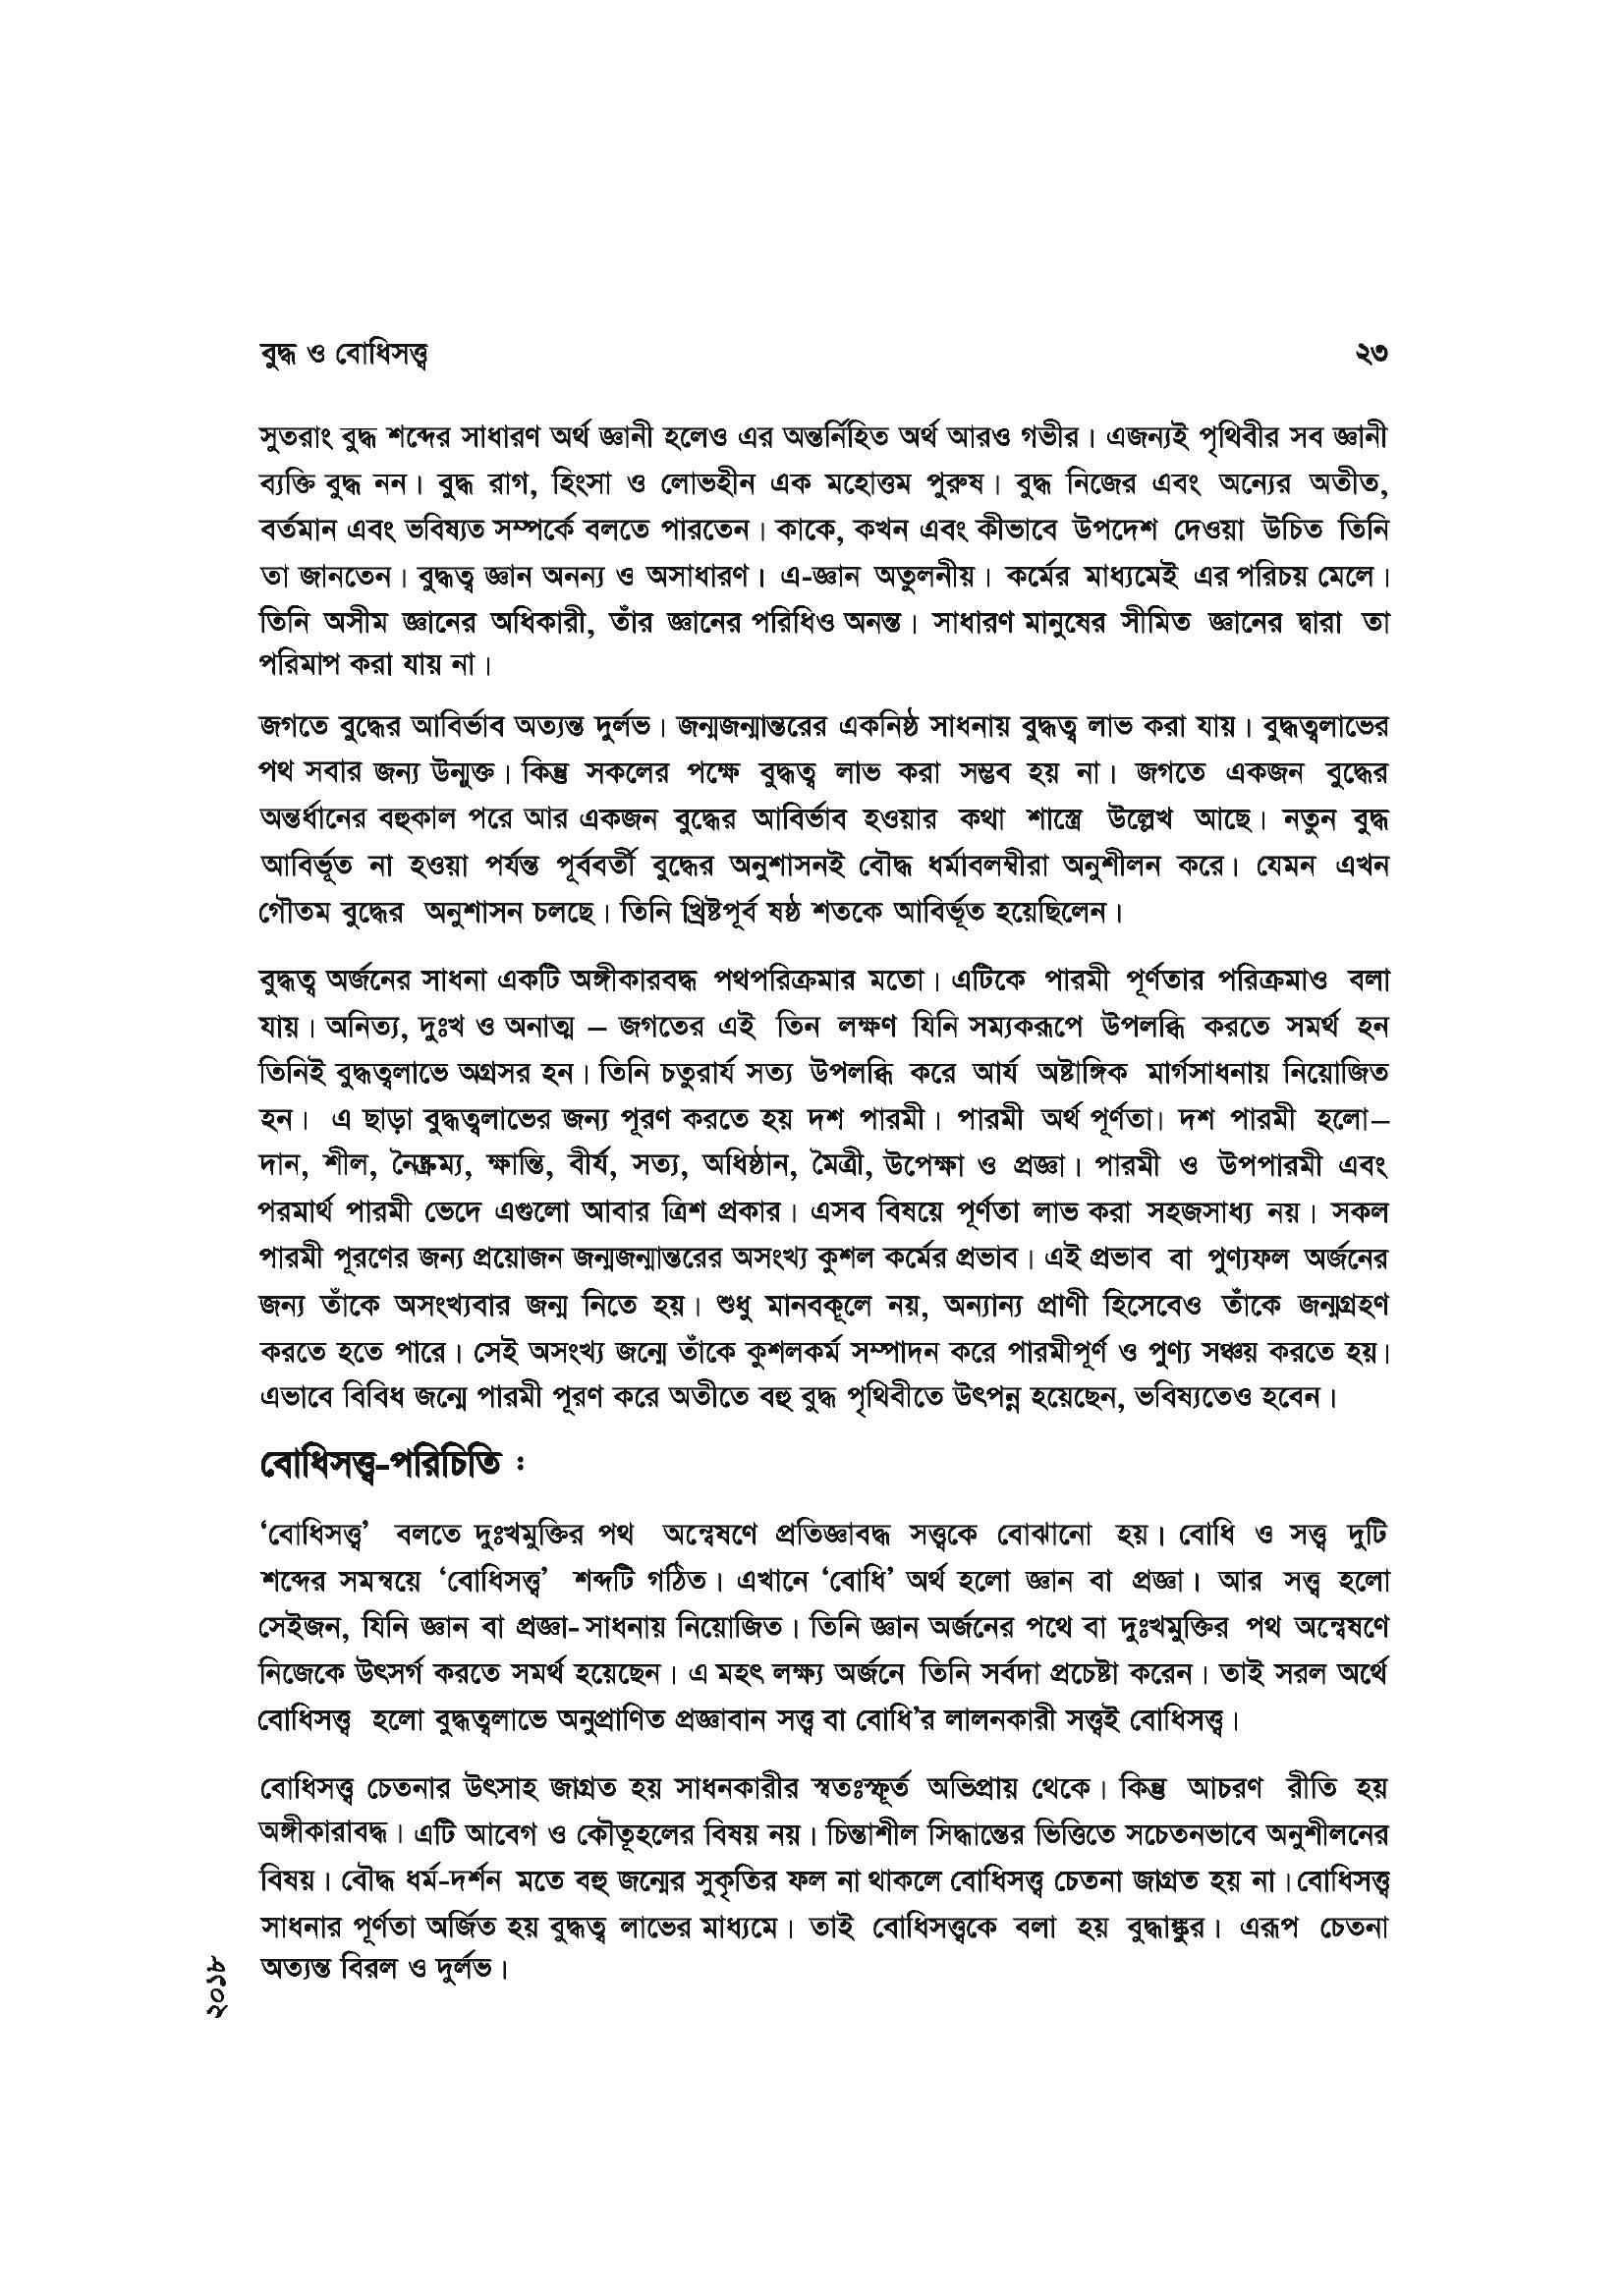 বুদ্ধ ও বোধিসত্ত্ব ২৩
সুতরাং বুদ্ধ শব্দের সাধারণ অর্থ জ্ঞানী হলেও এর অন্তর্নিহিত অর্থ আরও গভীর। এজন্যই পৃথিবীর সব জ্ঞানী
ব্যক্তি বুদ্ধ নন। বুদ্ধ রাগ, হিংসা ও লোভহীন এক মহোত্তম পুরুষ। বুদ্ধ নিজের এবং অন্যের অতীত,
বর্তমান এবং ভবিষ্যত সম্পর্কে বলতে পারতেন। কাকে, কখন এবং কীভাবে উপদেশ দেওয়া উচিত তিনি
তা জানতেন। বুদ্ধত্ব জ্ঞান অনন্য ও অসাধারণ। এ-জ্ঞান অতুলনীয়। কর্মের মাধ্যমেই এর পরিচয় মেলে।
তিনি অসীম জ্ঞানের অধিকারী, তাঁর জ্ঞানের পরিধিও অনন্ত। সাধারণ মানুষের সীমিত জ্ঞানের দ্বারা তা
পরিমাপ করা যায় না।
জগতে বুদ্ধের আবির্ভাব অত্যন্ত দুর্লভ। জন্মজন্মান্তরের একনিষ্ঠ সাধনায় বুদ্ধত্ব লাভ করা যায়। বুদ্ধত্বলাভের
পথ সবার জন্য উন্মুক্ত। কিন্তু সকলের পক্ষে বুদ্ধত্ব লাভ করা সম্ভব হয় না। জগতে একজন বুদ্ধের
অন্তর্ধানের বহুকাল পরে আর একজন বুদ্ধের আবির্ভাব হওয়ার কথা শাস্ত্রে উল্লেখ আছে। নতুন বুদ্ধ
আবির্ভূত না হওয়া পর্যন্ত পূর্ববর্তী বুদ্ধের অনুশাসনই বৌদ্ধ ধর্মাবলম্বীরা অনুশীলন করে। যেমন এখন
গৌতম বুদ্ধের অনুশাসন চলছে। তিনি খ্রিষ্টপূর্ব ষষ্ঠ শতকে আবির্ভূত হয়েছিলেন।
বুদ্ধত্ব অর্জনের সাধনা একটি অঙ্গীকারবদ্ধ পথপরিক্রমার মতো। এটিকে পারমী পূর্ণতার পরিক্রমাও বলা
যায়। অনিত্য, দুঃখ ও অনাত্ম – জগতের এই তিন লক্ষণ যিনি সম্যকরূপে উপলব্ধি করতে সমর্থ হন
তিনিই বুদ্ধত্বলাভে অগ্রসর হন। তিনি চতুরার্য সত্য উপলব্ধি করে আর্য অষ্টাঙ্গিক মার্গসাধনায় নিয়োজিত
হন। এ ছাড়া বুদ্ধত্বলাভের জন্য পূরণ করতে হয় দশ পারমী। পারমী অর্থ পূর্ণতা। দশ পারমী হলো–
দান, শীল, নৈষ্ক্রম্য, ক্ষান্তি, বীর্য, সত্য, অধিষ্ঠান, মৈত্রী, উপেক্ষা ও প্রজ্ঞা। পারমী ও উপপারমী এবং
পরমার্থ পারমী ভেদে এগুলো আবার ত্রিশ প্রকার। এসব বিষয়ে পূর্ণতা লাভ করা সহজসাধ্য নয়। সকল
পারমী পূরণের জন্য প্রয়োজন জন্মজন্মান্তরের অসংখ্য কুশল কর্মের প্রভাব। এই প্রভাব বা পুণ্যফল অর্জনের
জন্য তাঁকে অসংখ্যবার জন্ম নিতে হয়। শুধু মানবকূলে নয়, অন্যান্য প্রাণী হিসেবেও তাঁকে জন্মগ্রহণ
করতে হতে পারে। সেই অসংখ্য জন্মে তাঁকে কুশলকর্ম সম্পাদন করে পারমীপূর্ণ ও পুণ্য সঞ্চয় করতে হয়।
এভাবে বিবিধ জন্মে পারমী পূরণ করে অতীতে বহু বুদ্ধ পৃথিবীতে উৎপন্ন হয়েছেন, ভবিষ্যতেও হবেন।
বোধিসত্ত্ব-পরিচিতি :
‘বোধিসত্ত্ব’ বলতে দুঃখমুক্তির পথ অন্বেষণে প্রতিজ্ঞাবদ্ধ সত্ত্বকে বোঝানো হয়। বোধি ও সত্ত্ব দুটি
শব্দের সমন্বয়ে ‘বোধিসত্ত্ব’ শব্দটি গঠিত। এখানে ‘বোধি’ অর্থ হলো জ্ঞান বা প্রজ্ঞা। আর সত্ত্ব হলো
সেইজন, যিনি জ্ঞান বা প্রজ্ঞা-সাধনায় নিয়োজিত। তিনি জ্ঞান অর্জনের পথে বা দুঃখমুক্তির পথ অন্বেষণে
নিজেকে উৎসর্গ করতে সমর্থ হয়েছেন। এ মহৎ লক্ষ্য অর্জনে তিনি সর্বদা প্রচেষ্টা করেন। তাই সরল অর্থে
বোধিসত্ত্ব হলো বুদ্ধত্বলাভে অনুপ্রাণিত প্রজ্ঞাবান সত্ত্ব বা বোধি’র লালনকারী সত্ত্বই বোধিসত্ত্ব।
বোধিসত্ত্ব চেতনার উৎসাহ জাগ্রত হয় সাধনকারীর স্বতঃস্ফূর্ত অভিপ্রায় থেকে। কিন্তু আচরণ রীতি হয়
অঙ্গীকারাবদ্ধ। এটি আবেগ ও কৌতূহলের বিষয় নয়। চিন্তাশীল সিদ্ধান্তের ভিত্তিতে সচেতনভাবে অনুশীলনের
বিষয়। বৌদ্ধ ধর্ম-দর্শন মতে বহু জন্মের সুকৃতির ফল না থাকলে বোধিসত্ত্ব চেতনা জাগ্রত হয় না। বোধিসত্ত্ব
সাধনার পূর্ণতা অর্জিত হয় বুদ্ধত্ব লাভের মাধ্যমে। তাই বোধিসত্ত্বকে বলা হয় বুদ্ধাঙ্কুর। এরূপ চেতনা
অত্যন্ত বিরল ও দুর্লভ।
২০১৮